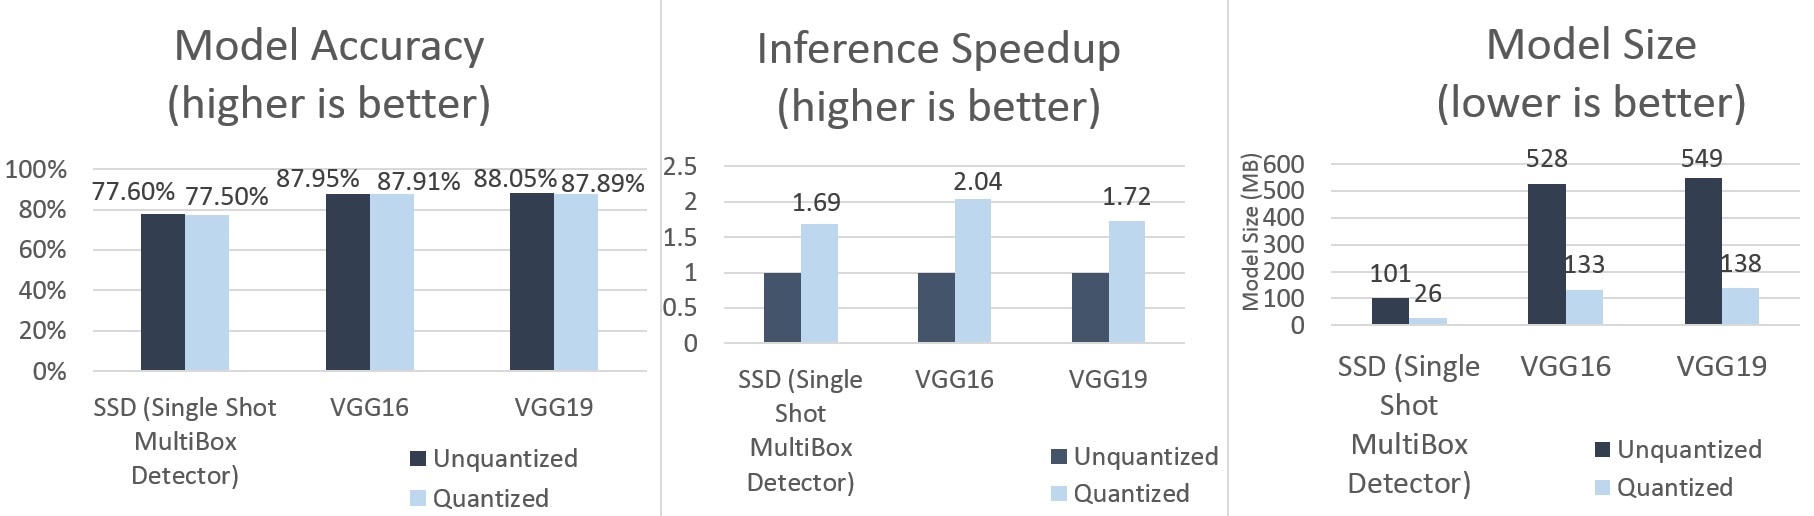 Model Accuracy
(higher is better)
100%
80%
60%
40%
20%
0%
77.60%
77.50%
87.95%
87.91%
88.05%
87.89%
SSD (Single Shot
MultiBox
Detector)
VGG16
VGG19
Unquantized
Quantized
Inference Speedup
(higher is better)
2.5
2
1.5
1
0.5
0
1.69
2.04
1.72
SSD (Single
Shot
MultiBox
Detector)
VGG16
VGG19
Unquantized
Quantized
Model Size
(lower is better)
Model Size (MB)
600
500
400
300
200
100
0
101
26
528
133
549
138
SSD (Single
Shot
MultiBox
Detector)
VGG16
VGG19
Unquantized
Quantized